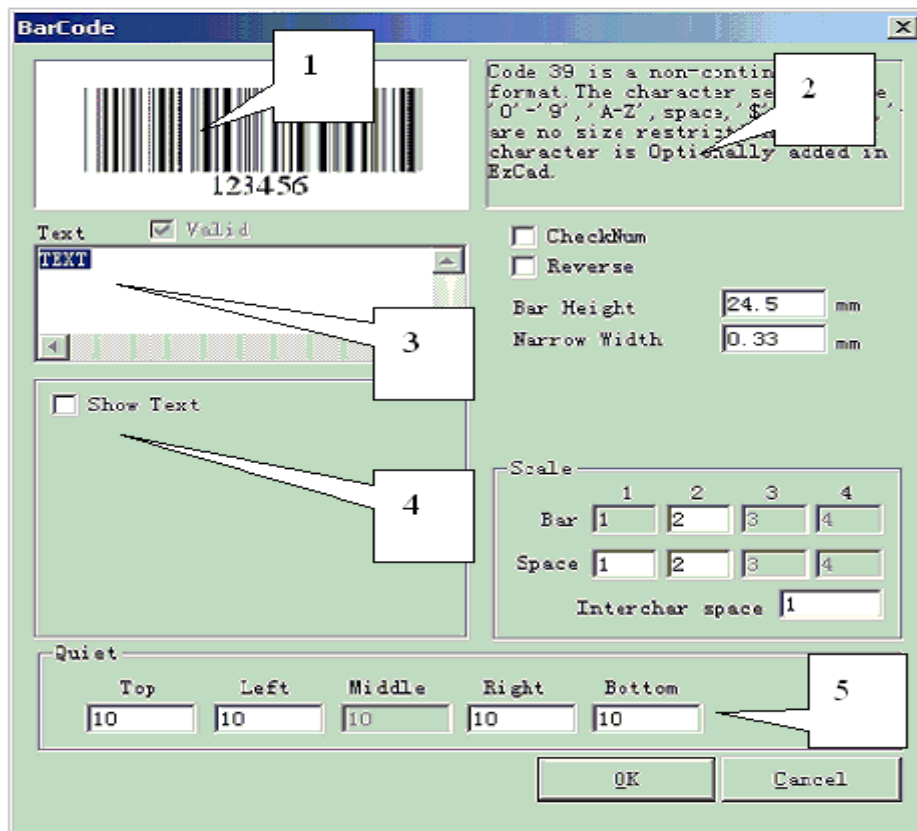 BarCode
1
123456
Code 39 is a non-contin
format.The character se
'0'-'9','A-Z',space,'$'
are no size restric
character is Optionally added in
EzCad.
2
Text Valid
TEXT
3
CheckNum
Reverse
Bar Height 24.5 mm
Narrow Width 0.33 mm
Show Text
4
Scale
1 2 3 4
Bar 1 2 3 4
Space 1 2 3 4
Interchar space 1
Quiet
Top Left Middle Right Bottom
10 10 10 10 10
5
OK Cancel